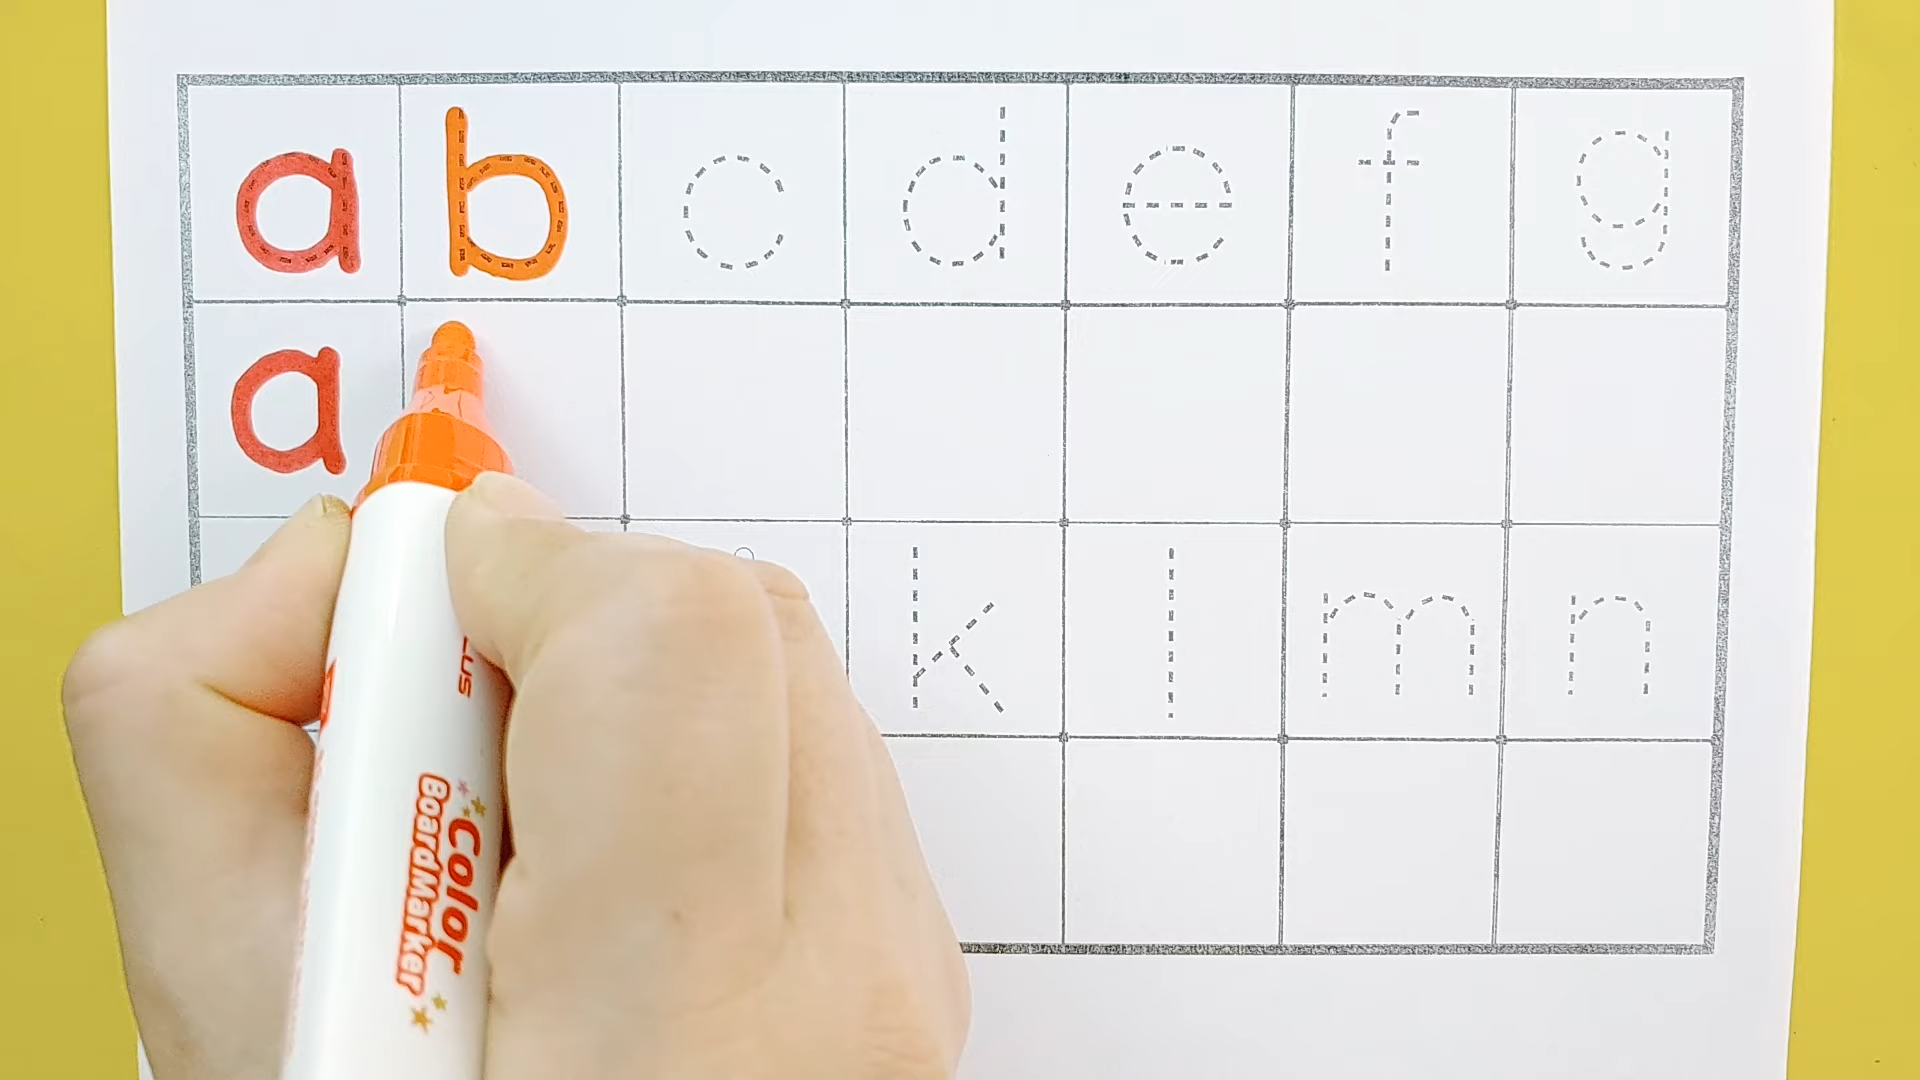 a b c d e f g
a
k l m n
Color
BoardMarker